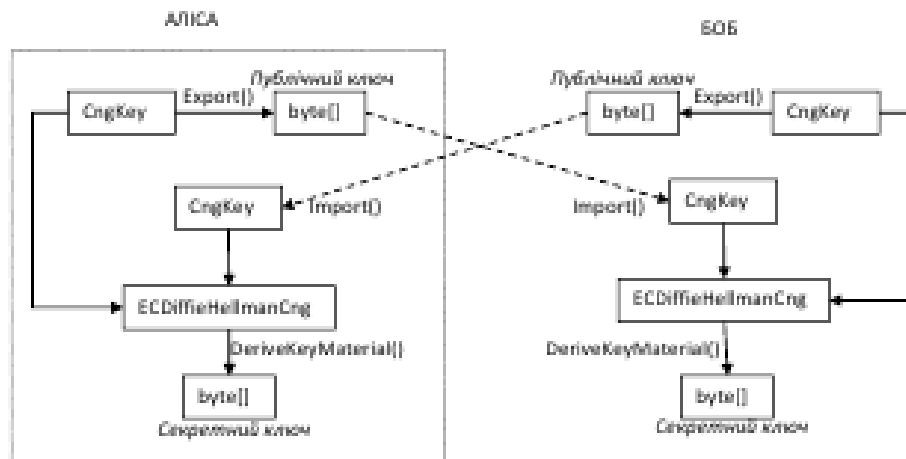 АЛІСА
БОБ
Публічний ключ
Публічний ключ
CngKey
Export()
byte[]
byte[]
Export()
CngKey
CngKey
Import()
Import()
CngKey
ECDiffieHellmanCng
ECDiffieHellmanCng
DeriveKeyMaterial()
DeriveKeyMaterial()
byte[]
byte[]
Секретний ключ
Секретний ключ